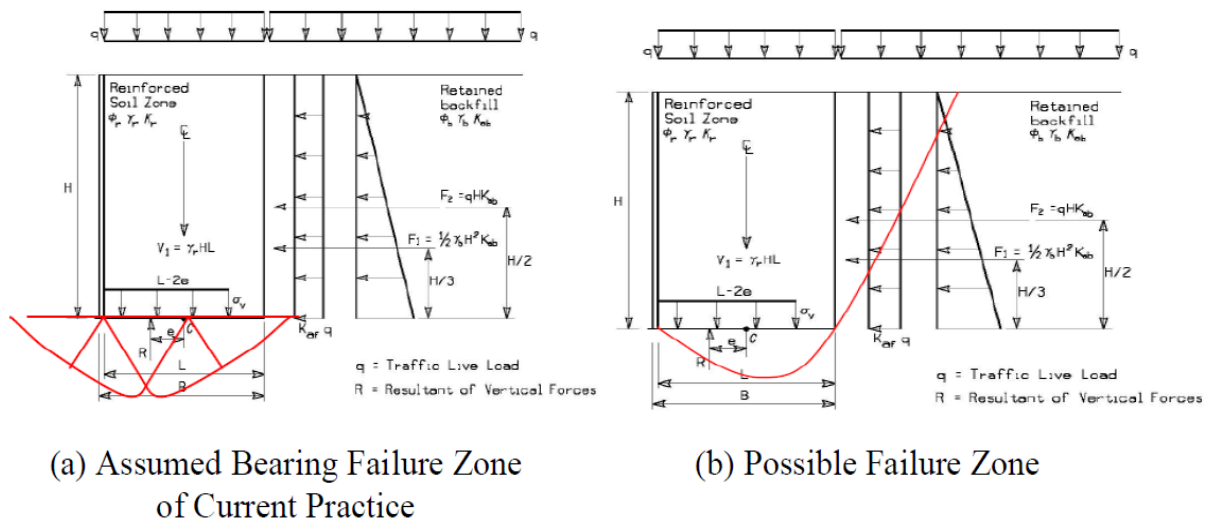 q
q
Reinforced
Soil Zone
ϕr γr Kr
Retained
backfill
ϕb γb Kab
℄
H
F2 =qHKab
V1 = γrHL
F1 = ½ γbH²Kab
H/2
L-2e
H/3
σv
e
C
Kaf q
R
L
B
q = Traffic Live Load
R = Resultant of Vertical Forces
(a) Assumed Bearing Failure Zone
of Current Practice
q
q
Reinforced
Soil Zone
ϕr γr Kr
Retained
backfill
ϕb γb Kab
℄
H
F2 =qHKab
V1 = γrHL
F1 = ½ γbH²Kab
H/2
L-2e
H/3
σv
e
C
Kaf q
R
L
B
q = Traffic Live Load
R = Resultant of Vertical Forces
(b) Possible Failure Zone